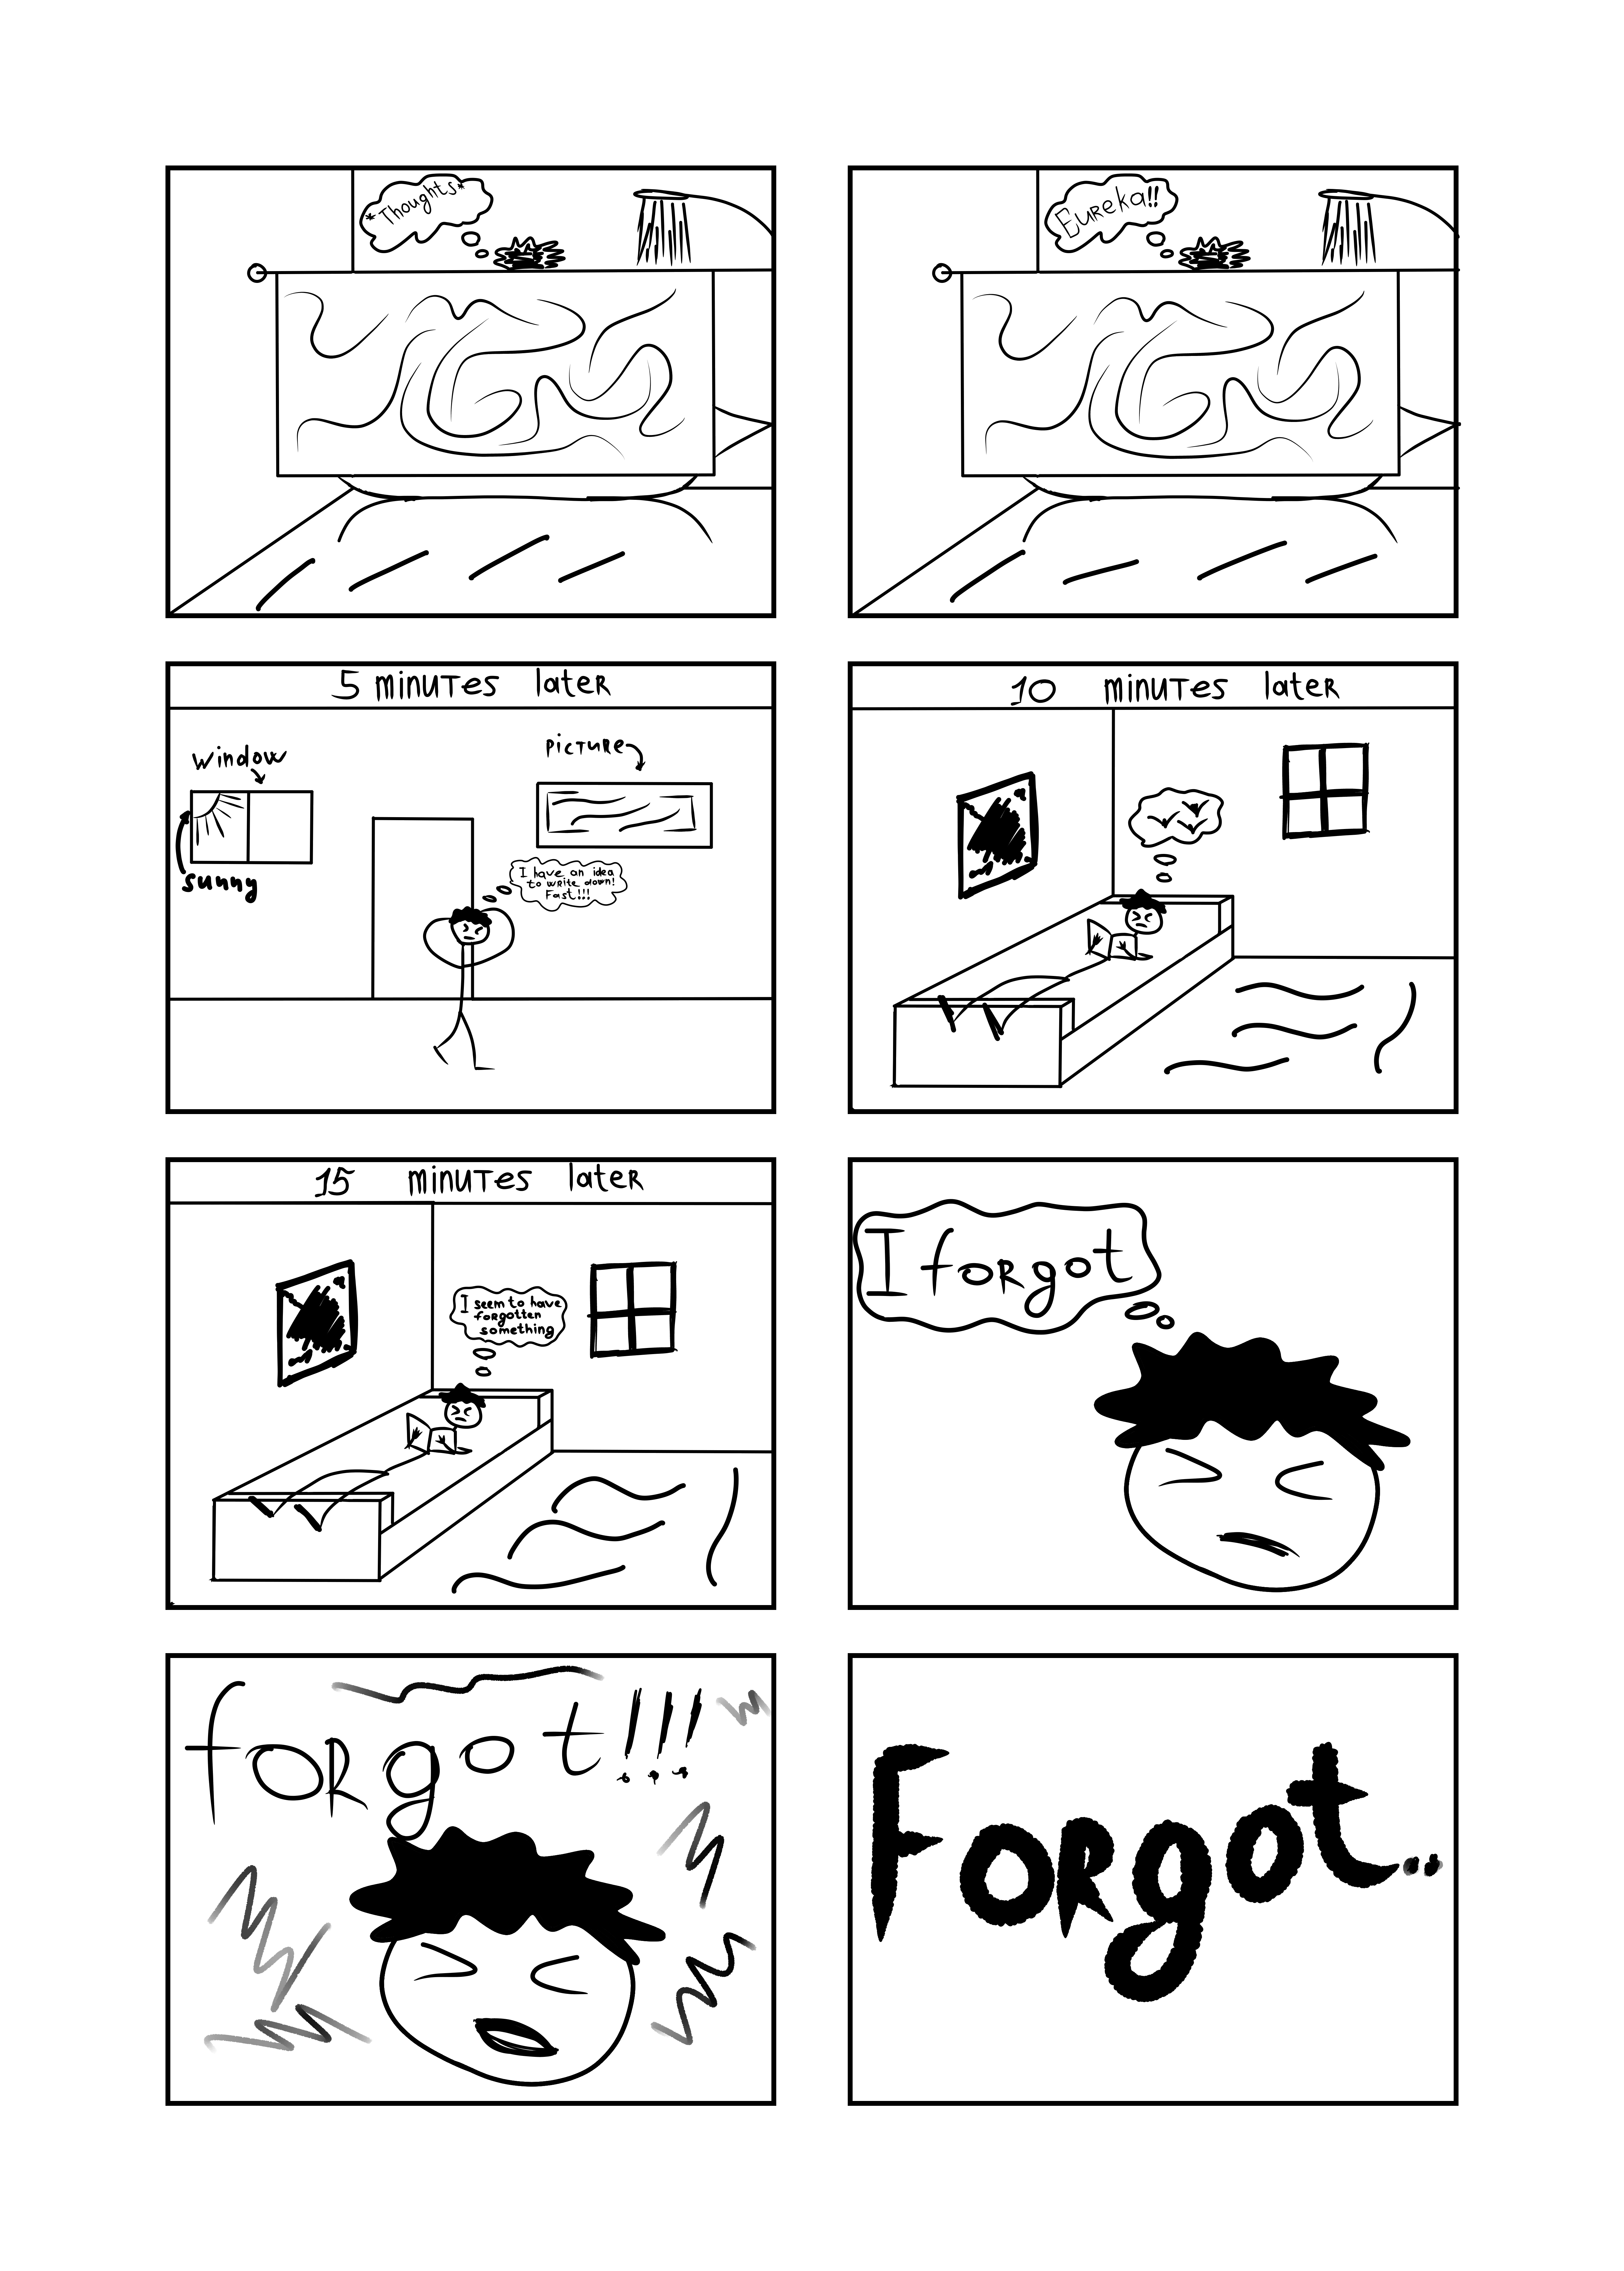 *Thoughts*
Eureka!!
5 minutes later
window
picture
sunny
I have an idea
to write down!
Fast!!!
10 minutes later
15 minutes later
I seem to have
forgotten
something
I forgot
forgot!!!
Forgot..